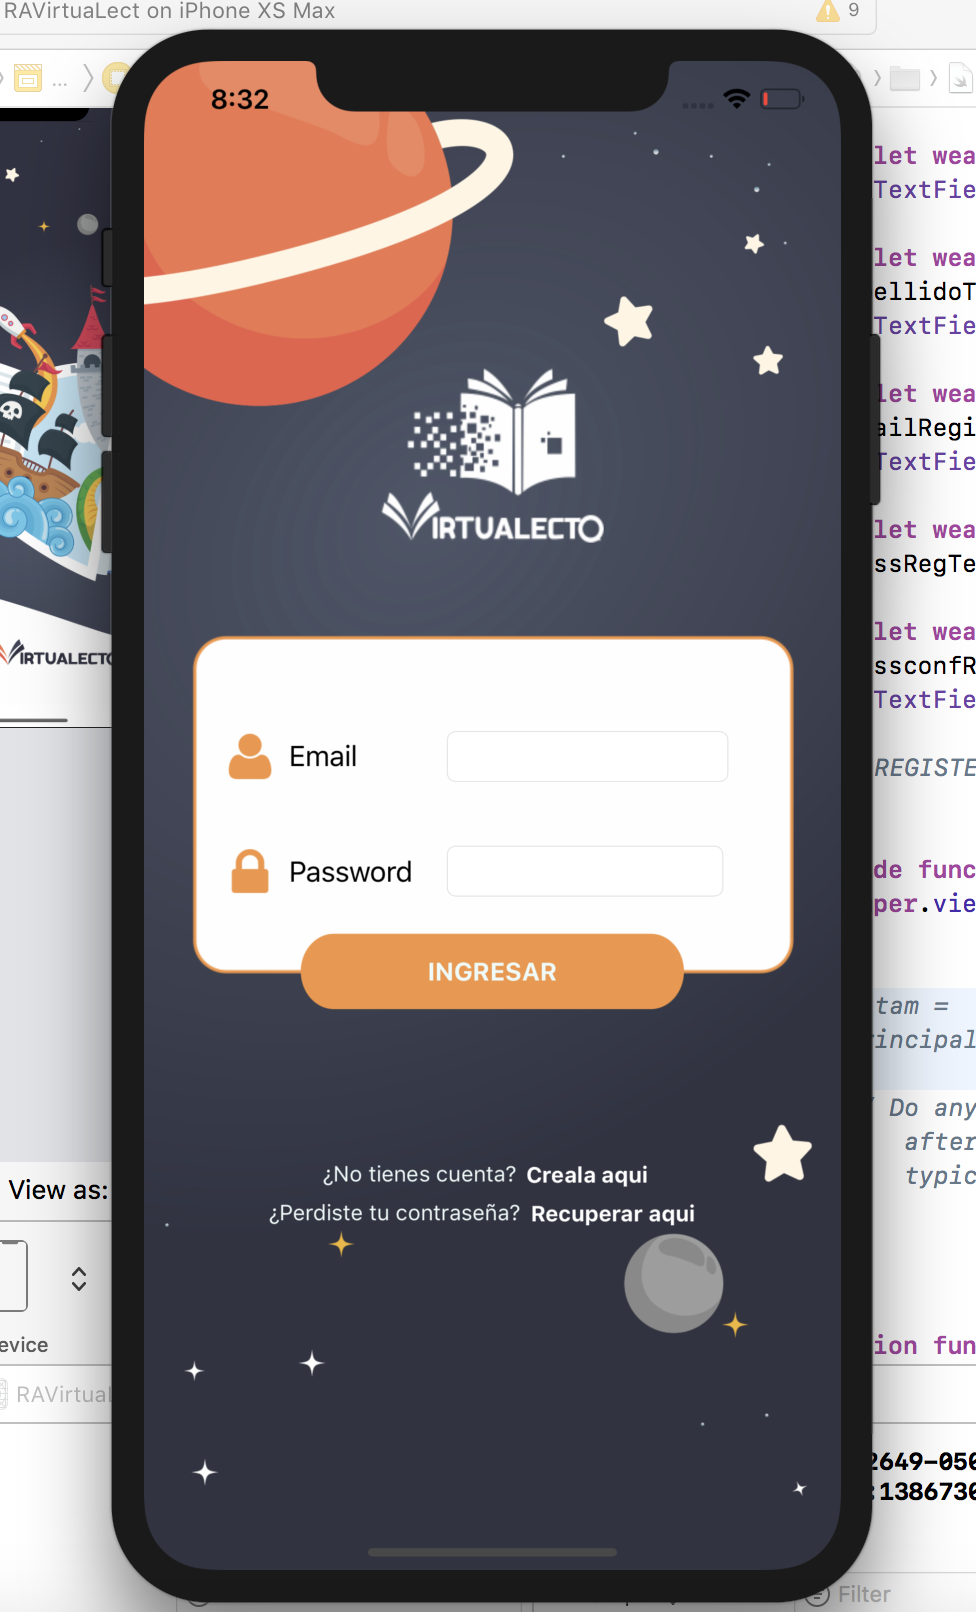 RAVirtuaLect on iPhone XS Max
9
...
8:32
VIRTUALECTO
Email
Password
INGRESAR
¿No tienes cuenta? Creala aqui
¿Perdiste tu contraseña? Recuperar aqui
VIRTUALECTO
View as:
evice
RAVirtual
let wea
TextFie
let wea
ellidoT
TextFie
let wea
ailRegi
TextFie
let wea
ssRegTe
let wea
ssconfR
TextFie
REGISTE
de func
per.vie
tam =
rincipal
Do any
after
typic
ion fun
2649-050
:1386730
Filter